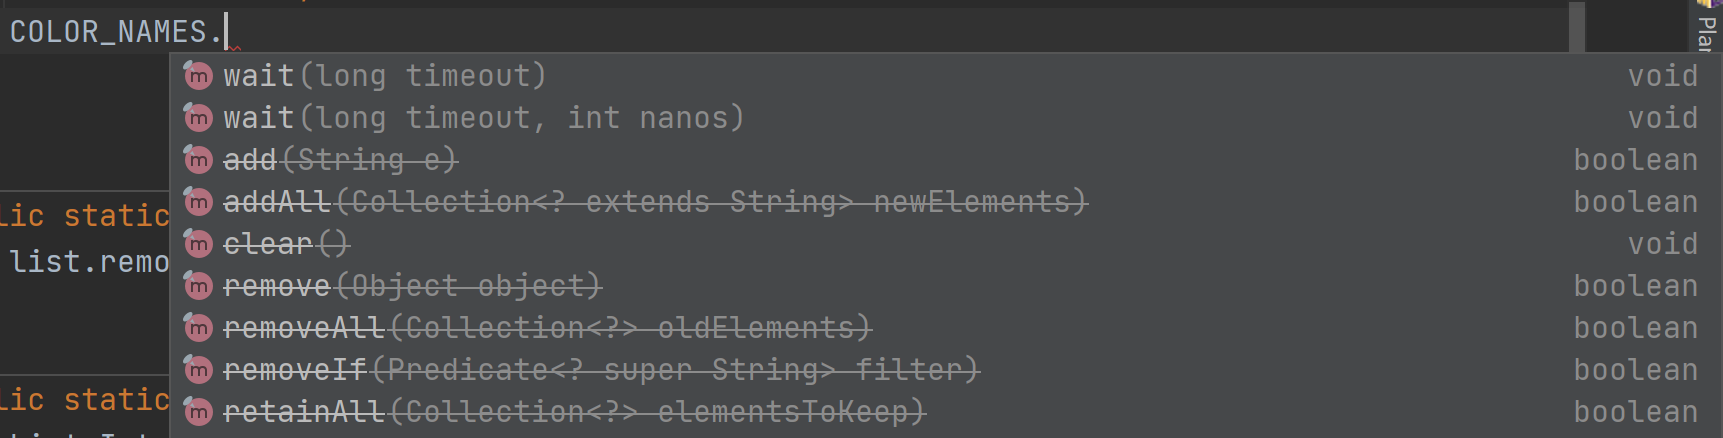 COLOR_NAMES.
wait(long timeout) void
wait(long timeout, int nanos) void
add(String e) boolean
addAll(Collection<? extends String> newElements) boolean
clear() void
remove(Object object) boolean
removeAll(Collection<?> oldElements) boolean
removeIf(Predicate<? super String> filter) boolean
retainAll(Collection<?> elementsToKeep) boolean
lic static
list.remo
lic static
Pla